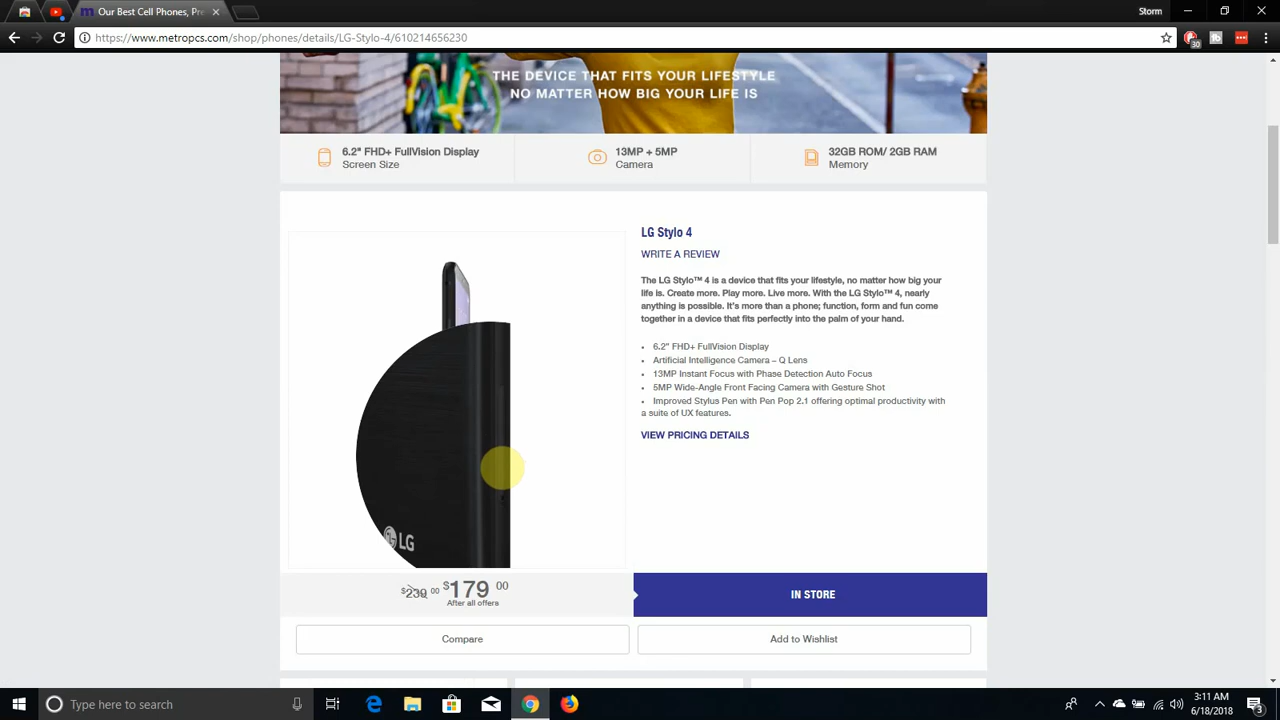 Our Best Cell Phones, Pre
Storm
https://www.metropcs.com/shop/phones/details/LG-Stylo-4/610214656230
30
THE DEVICE THAT FITS YOUR LIFESTYLE
NO MATTER HOW BIG YOUR LIFE IS
6.2" FHD+ FullVision Display
Screen Size
13MP + 5MP
Camera
32GB ROM/ 2GB RAM
Memory
LG Stylo 4
WRITE A REVIEW
The LG Stylo™ 4 is a device that fits your lifestyle, no matter how big your
life is. Create more. Play more. Live more. With the LG Stylo™ 4, nearly
anything is possible. It's more than a phone; function, form and fun come
together in a device that fits perfectly into the palm of your hand.
• 6.2" FHD+ FullVision Display
• Artificial Intelligence Camera – Q Lens
• 13MP Instant Focus with Phase Detection Auto Focus
• 5MP Wide-Angle Front Facing Camera with Gesture Shot
• Improved Stylus Pen with Pen Pop 2.1 offering optimal productivity with
a suite of UX features.
VIEW PRICING DETAILS
LG
$239 00 $179 00
After all offers
IN STORE
Compare
Add to Wishlist
Type here to search
3:11 AM
6/18/2018
3